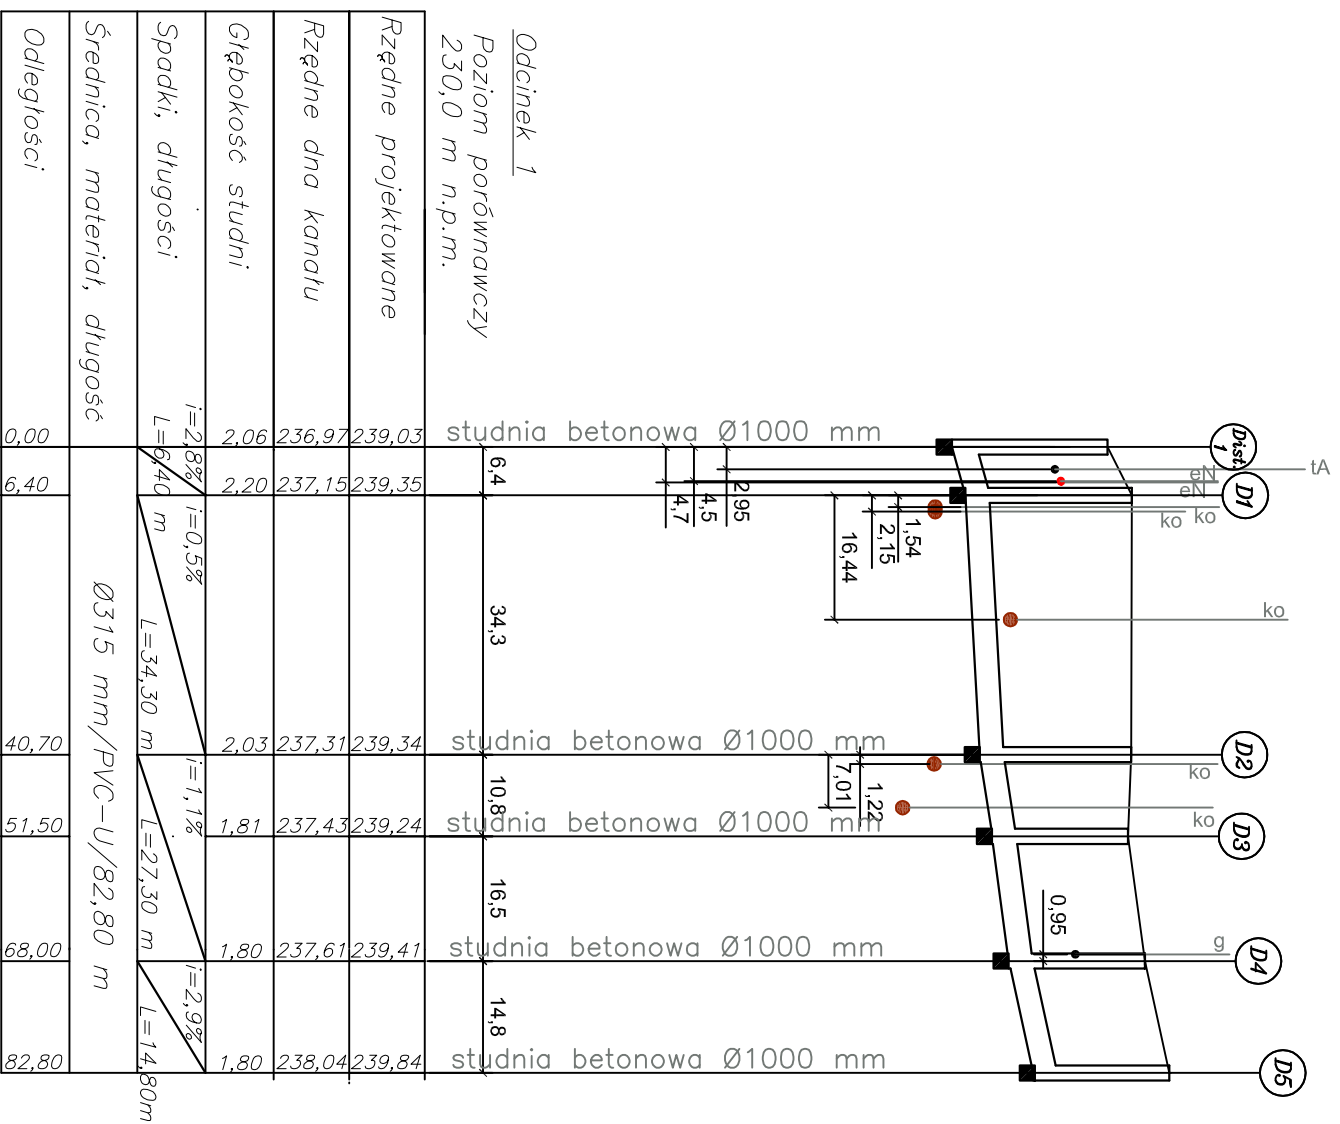 Odcinek 1
Poziom porównawczy
230,0 m n.p.m.
Dist. 1
D1
D2
D3
D4
D5
tA
eN
eN
ko
ko
ko
ko
ko
g
2,95
4,5
4,7
1,54
2,15
16,44
1,22
7,01
0,95
studnia betonowa Ø1000 mm
studnia betonowa Ø1000 mm
studnia betonowa Ø1000 mm
studnia betonowa Ø1000 mm
studnia betonowa Ø1000 mm
6,4
34,3
10,8
16,5
14,8
Rzędne projektowane
239,03
239,35
239,34
239,24
239,41
239,84
Rzędne dna kanału
236,97
237,15
237,31
237,43
237,61
238,04
Głębokość studni
2,06
2,20
2,03
1,81
1,80
1,80
Spadki, długości
i=2,8%
L=6,40 m
i=0,5%
L=34,30 m
i=1,1%
L=27,30 m
i=2,9%
L=14,80m
Średnica, materiał, długość
Ø315 mm/PVC-U/82,80 m
Odległości
0,00
6,40
40,70
51,50
68,00
82,80